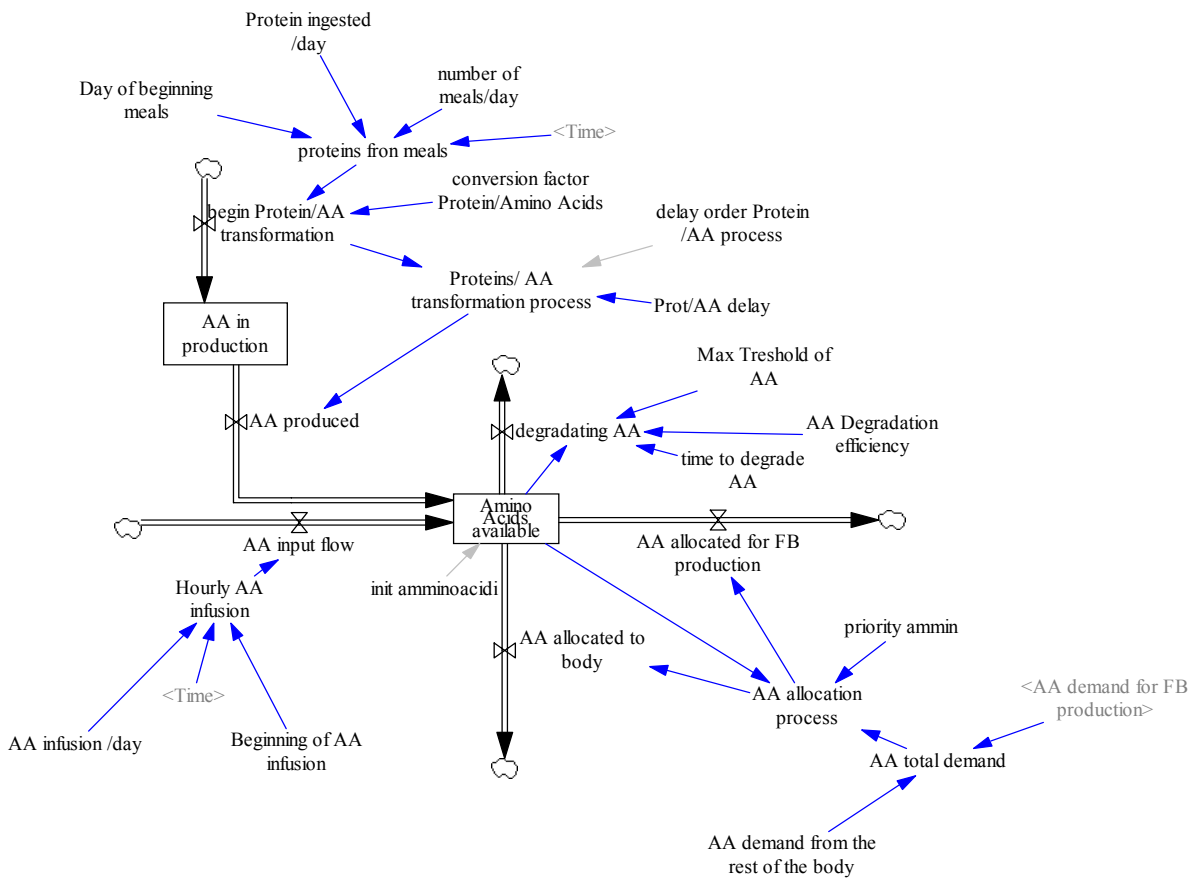 Protein ingested
/day
number of
meals/day
Day of beginning
meals
<Time>
proteins fron meals
conversion factor
Protein/Amino Acids
begin Protein/AA
transformation
delay order Protein
/AA process
Proteins/ AA
transformation process
Prot/AA delay
AA in
production
Max Treshold of
AA
AA produced
degradating AA
AA Degradation
efficiency
time to degrade
AA
Amino
Acids
available
AA input flow
AA allocated for FB
production
init amminoacidi
Hourly AA
infusion
AA allocated to
body
priority ammin
<Time>
AA allocation
process
<AA demand for FB
production>
AA infusion /day
Beginning of AA
infusion
AA total demand
AA demand from the
rest of the body